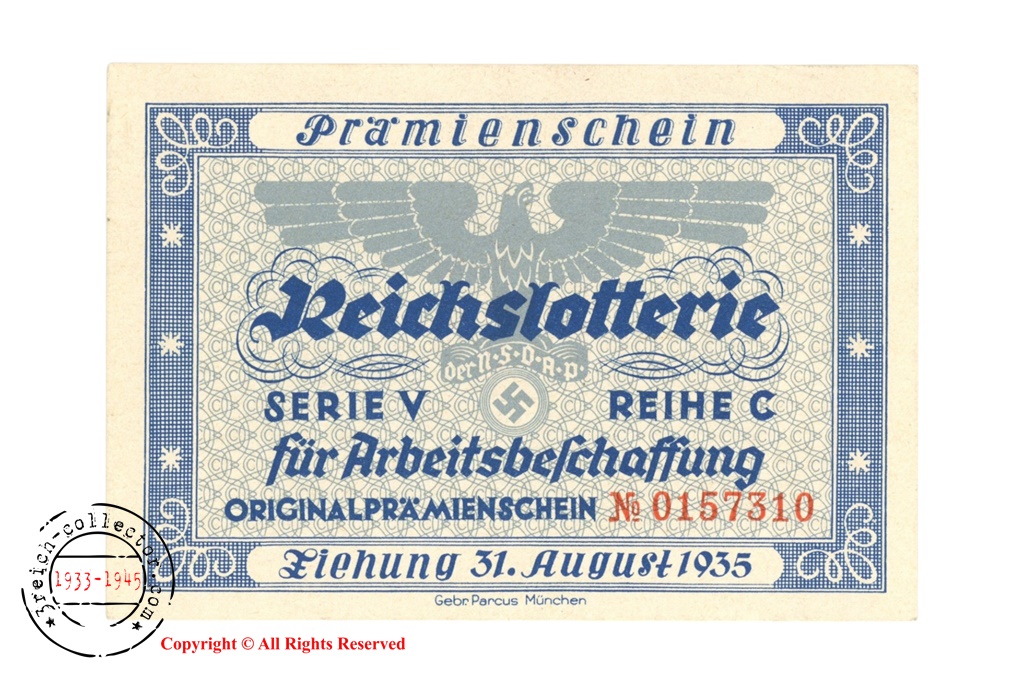 Prämienschein
Reichslotterie
der N·S·D·A·P·
SERIE V REIHE C
für Arbeitsbeſchaffung
ORIGINALPRÄMIENSCHEIN № 0157310
Ziehung 31. August 1935
Gebr. Parcus München
3reich-collector.com
1933-1945
Copyright © All Rights Reserved